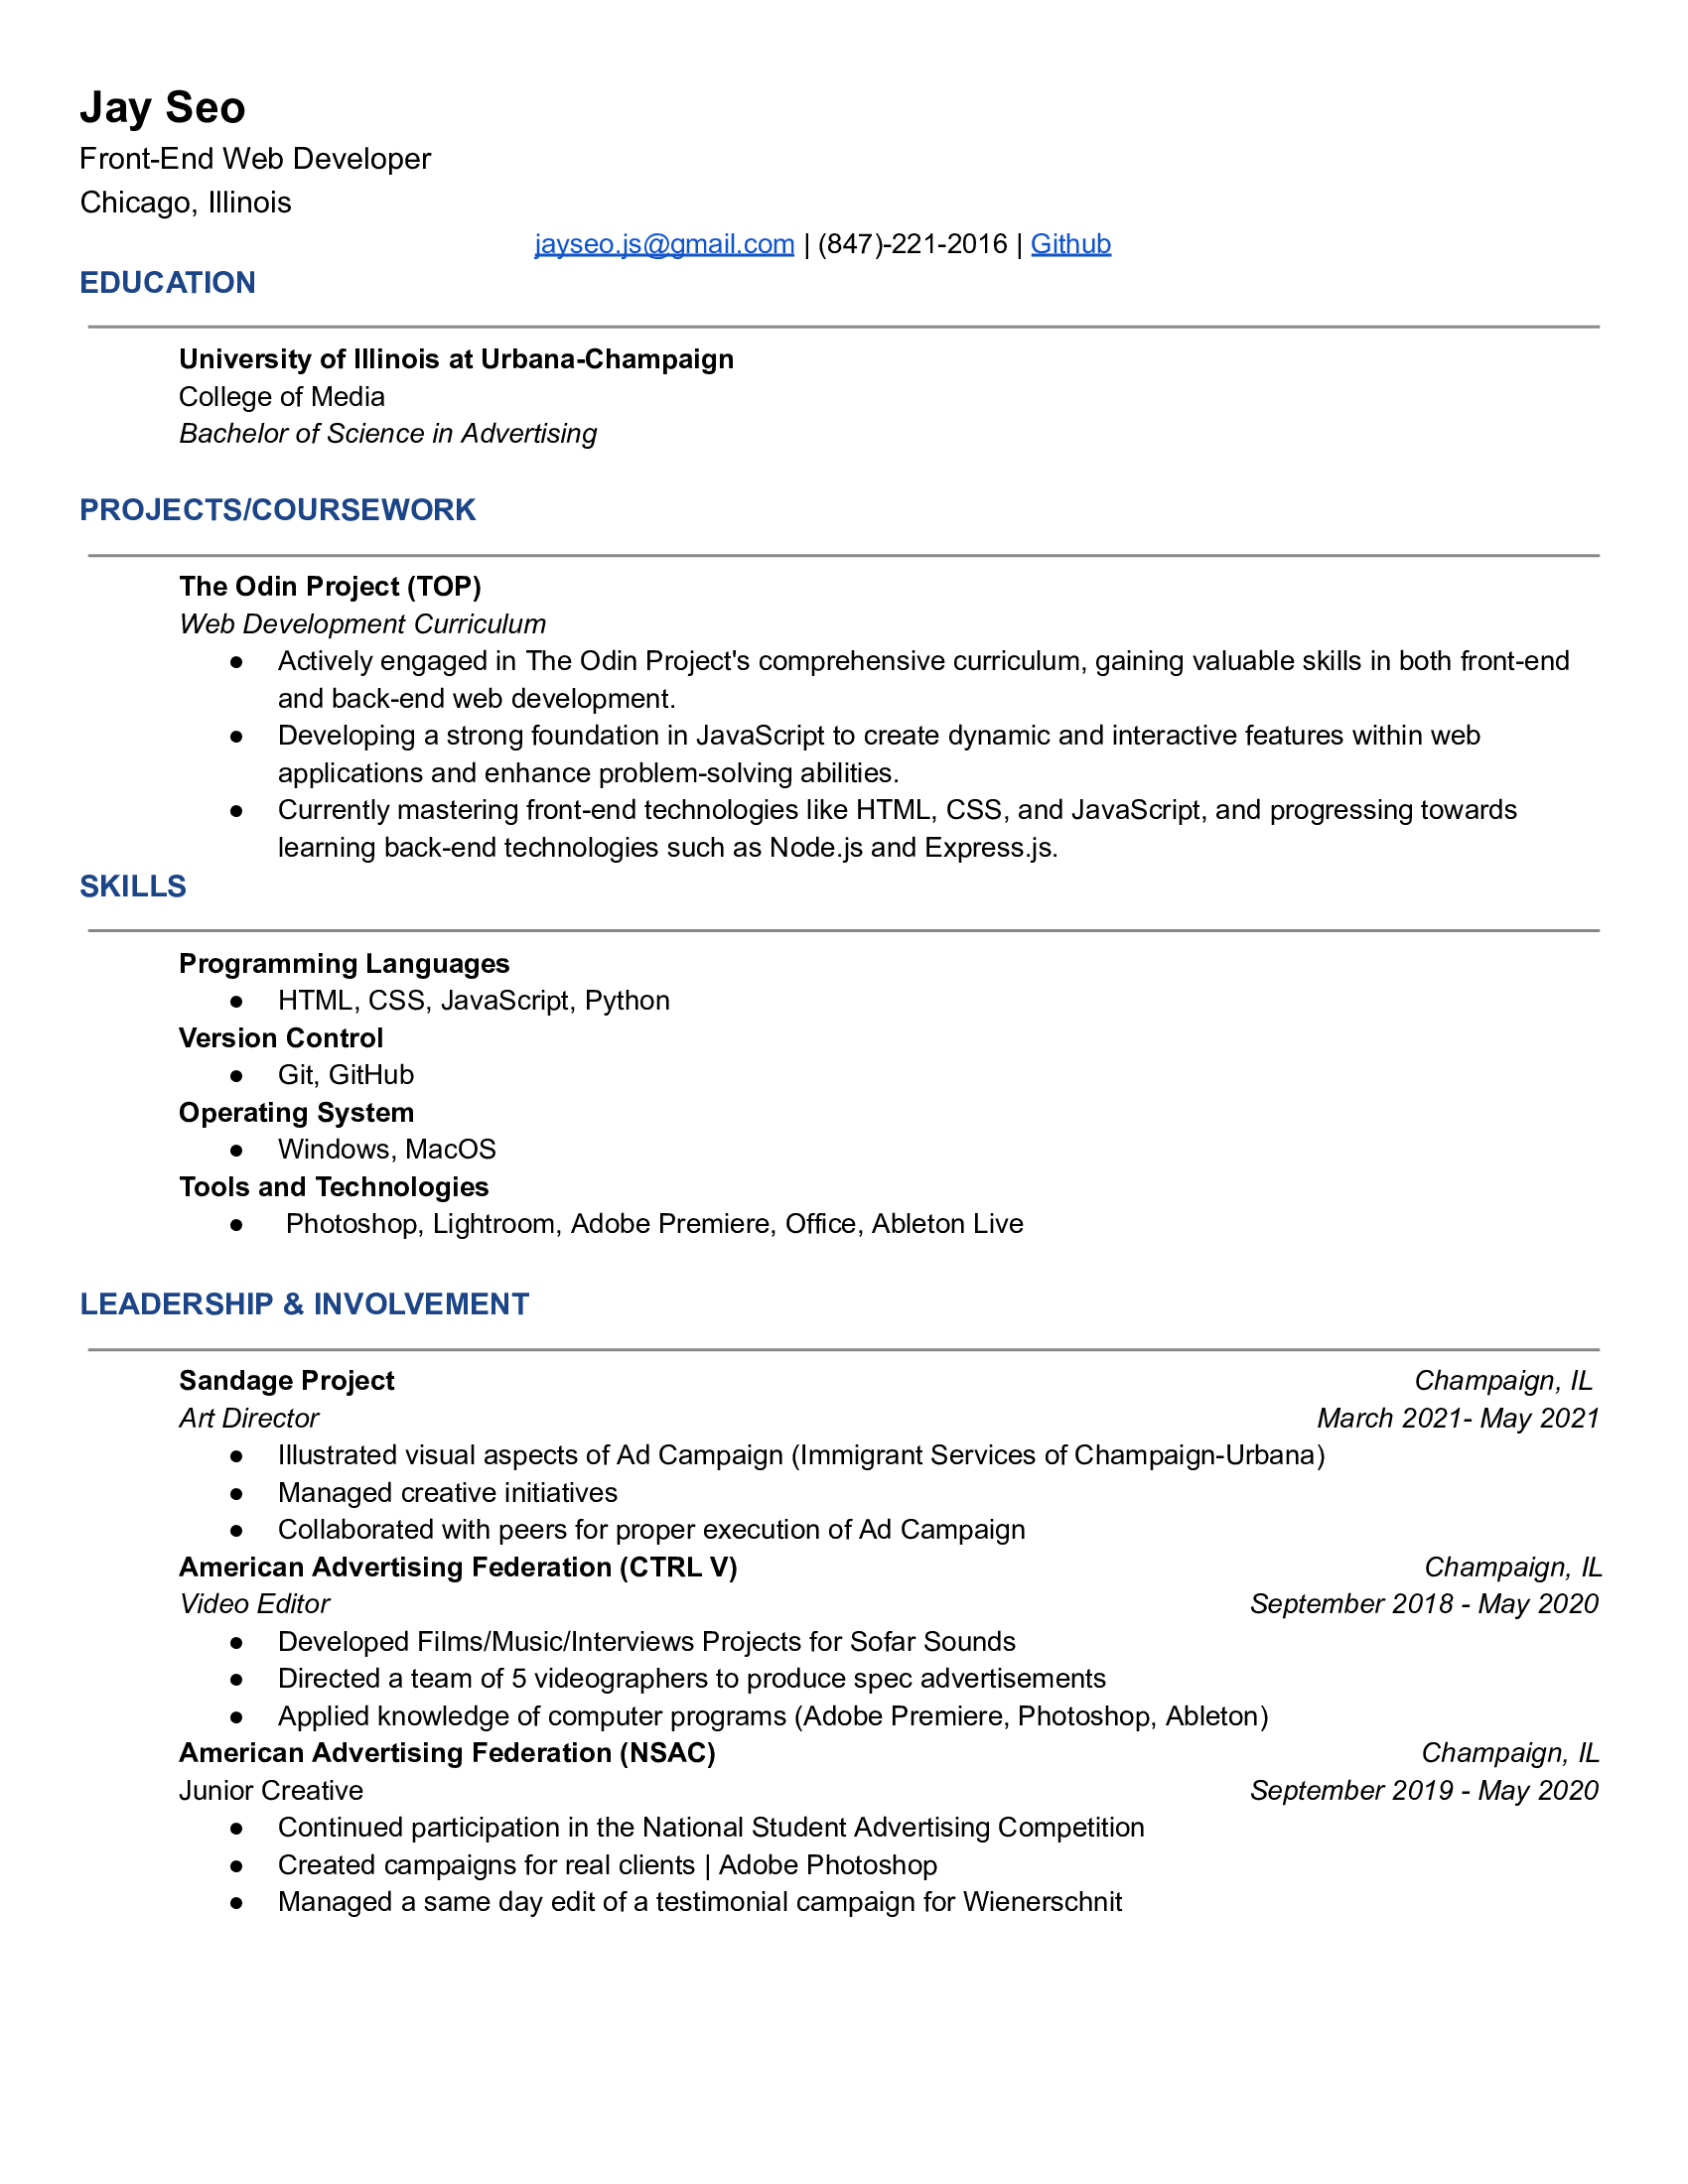 Jay Seo
Front-End Web Developer
Chicago, Illinois
jayseo.js@gmail.com | (847)-221-2016 | Github
EDUCATION
University of Illinois at Urbana-Champaign
College of Media
Bachelor of Science in Advertising
PROJECTS/COURSEWORK
The Odin Project (TOP)
Web Development Curriculum
● Actively engaged in The Odin Project's comprehensive curriculum, gaining valuable skills in both front-end
and back-end web development.
● Developing a strong foundation in JavaScript to create dynamic and interactive features within web
applications and enhance problem-solving abilities.
● Currently mastering front-end technologies like HTML, CSS, and JavaScript, and progressing towards
learning back-end technologies such as Node.js and Express.js.
SKILLS
Programming Languages
● HTML, CSS, JavaScript, Python
Version Control
● Git, GitHub
Operating System
● Windows, MacOS
Tools and Technologies
● Photoshop, Lightroom, Adobe Premiere, Office, Ableton Live
LEADERSHIP & INVOLVEMENT
Sandage Project Champaign, IL
Art Director March 2021- May 2021
● Illustrated visual aspects of Ad Campaign (Immigrant Services of Champaign-Urbana)
● Managed creative initiatives
● Collaborated with peers for proper execution of Ad Campaign
American Advertising Federation (CTRL V) Champaign, IL
Video Editor September 2018 - May 2020
● Developed Films/Music/Interviews Projects for Sofar Sounds
● Directed a team of 5 videographers to produce spec advertisements
● Applied knowledge of computer programs (Adobe Premiere, Photoshop, Ableton)
American Advertising Federation (NSAC) Champaign, IL
Junior Creative September 2019 - May 2020
● Continued participation in the National Student Advertising Competition
● Created campaigns for real clients | Adobe Photoshop
● Managed a same day edit of a testimonial campaign for Wienerschnit